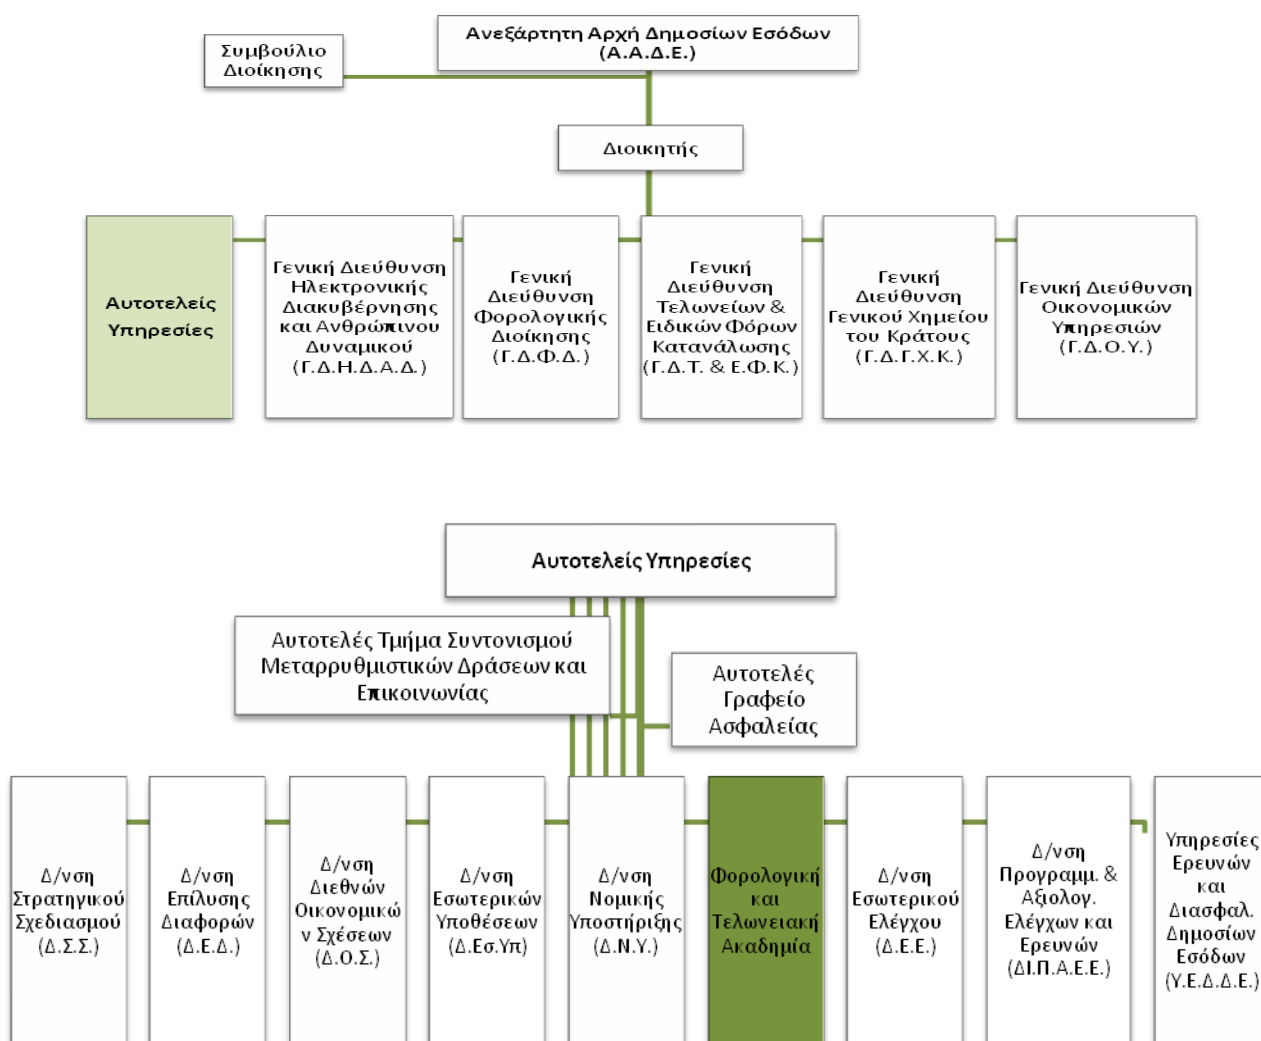 Ανεξάρτητη Αρχή Δημοσίων Εσόδων
(Α.Α.Δ.Ε.)
Συμβούλιο
Διοίκησης
Διοικητής
Αυτοτελείς
Υπηρεσίες
Γενική Διεύθυνση
Ηλεκτρονικής
Διακυβέρνησης
και Ανθρώπινου
Δυναμικού
(Γ.Δ.Η.Δ.Α.Δ.)
Γενική
Διεύθυνση
Φορολογικής
Διοίκησης
(Γ.Δ.Φ.Δ.)
Γενική
Διεύθυνση
Τελωνείων &
Ειδικών Φόρων
Κατανάλωσης
(Γ.Δ.Τ. & Ε.Φ.Κ.)
Γενική
Διεύθυνση
Γενικού Χημείου
του Κράτους
(Γ.Δ.Γ.Χ.Κ.)
Γενική Διεύθυνση
Οικονομικών
Υπηρεσιών
(Γ.Δ.Ο.Υ.)
Αυτοτελείς Υπηρεσίες
Αυτοτελές Τμήμα Συντονισμού
Μεταρρυθμιστικών Δράσεων και
Επικοινωνίας
Αυτοτελές
Γραφείο
Ασφαλείας
Δ/νση
Στρατηγικού
Σχεδιασμού
(Δ.Σ.Σ.)
Δ/νση
Επίλυσης
Διαφορών
(Δ.Ε.Δ.)
Δ/νση
Διεθνών
Οικονομικώ
ν Σχέσεων
(Δ.Ο.Σ.)
Δ/νση
Εσωτερικών
Υποθέσεων
(Δ.Εσ.Υπ)
Δ/νση
Νομικής
Υποστήριξης
(Δ.Ν.Υ.)
Φορολογική
και
Τελωνειακή
Ακαδημία
Δ/νση
Εσωτερικού
Ελέγχου
(Δ.Ε.Ε.)
Δ/νση
Προγραμμ. &
Αξιολογ.
Ελέγχων και
Ερευνών
(ΔΙ.Π.Α.Ε.Ε.)
Υπηρεσίες
Ερευνών
και
Διασφαλ.
Δημοσίων
Εσόδων
(Υ.Ε.Δ.Δ.Ε.)